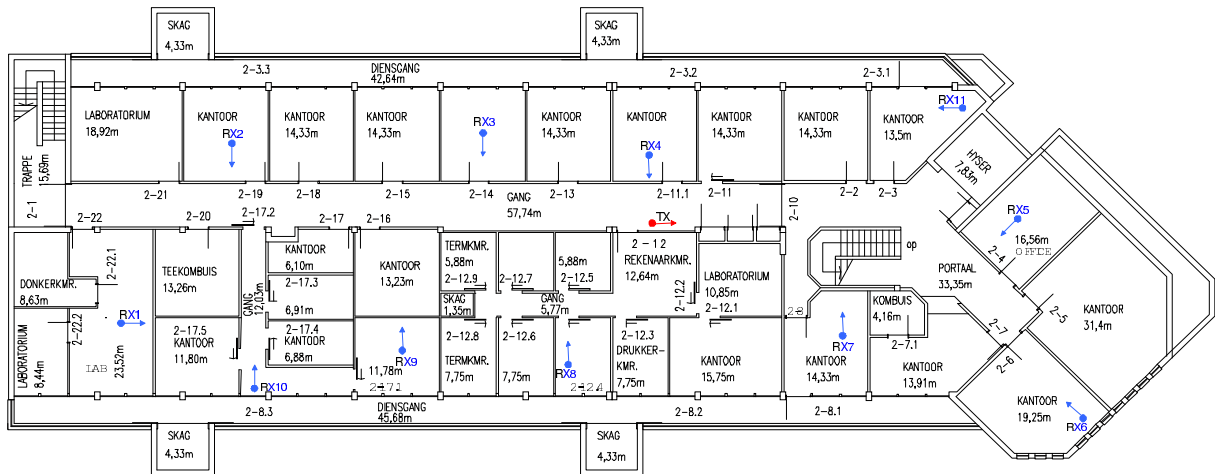 SKAG
4,33m
SKAG
4,33m
2-3.3
DIENSGANG
42,64m
2-3.2
2-3.1
LABORATORIUM
18,92m
KANTOOR
RX2
KANTOOR
14,33m
KANTOOR
14,33m
RX3
KANTOOR
14,33m
KANTOOR
RX4
KANTOOR
14,33m
KANTOOR
14,33m
KANTOOR
13,5m
RX11
HYSER
7,83m
TRAPPE
15,69m
2-1
2-21
2-19
2-18
2-15
2-14
2-13
2-11.1
2-11
2-2
2-3
GANG
57,74m
2-10
TX
RX5
16,56m
OFFICE
2-4
2-22
2-20
2-17.2
2-17
2-16
2-12
op
PORTAAL
33,35m
DONKERKMR.
8,63m
2-22.1
TEEKOMBUIS
13,26m
GANG
12,03m
KANTOOR
6,10m
2-17.3
6,91m
KANTOOR
13,23m
TERMKMR.
5,88m
2-12.9
2-12.7
5,88m
2-12.5
REKENAARKMR.
12,64m
2-12.2
LABORATORIUM
10,85m
2-12.1
SKAG
1,35m
GANG
5,77m
2-8
KOMBUIS
4,16m
2-7.1
2-5
KANTOOR
31,4m
2-7
2-6
LABORATORIUM
8,44m
2-22.2
RX1
23,52m
LAB
2-17.5
KANTOOR
11,80m
2-17.4
KANTOOR
6,88m
RX10
RX9
11,78m
2-17.1
2-12.8
TERMKMR.
7,75m
2-12.6
7,75m
RX8
2-12.4
2-12.3
DRUKKER-
KMR.
7,75m
KANTOOR
15,75m
RX7
KANTOOR
14,33m
KANTOOR
13,91m
KANTOOR
19,25m
RX6
2-8.3
DIENSGANG
45,68m
2-8.2
2-8.1
SKAG
4,33m
SKAG
4,33m